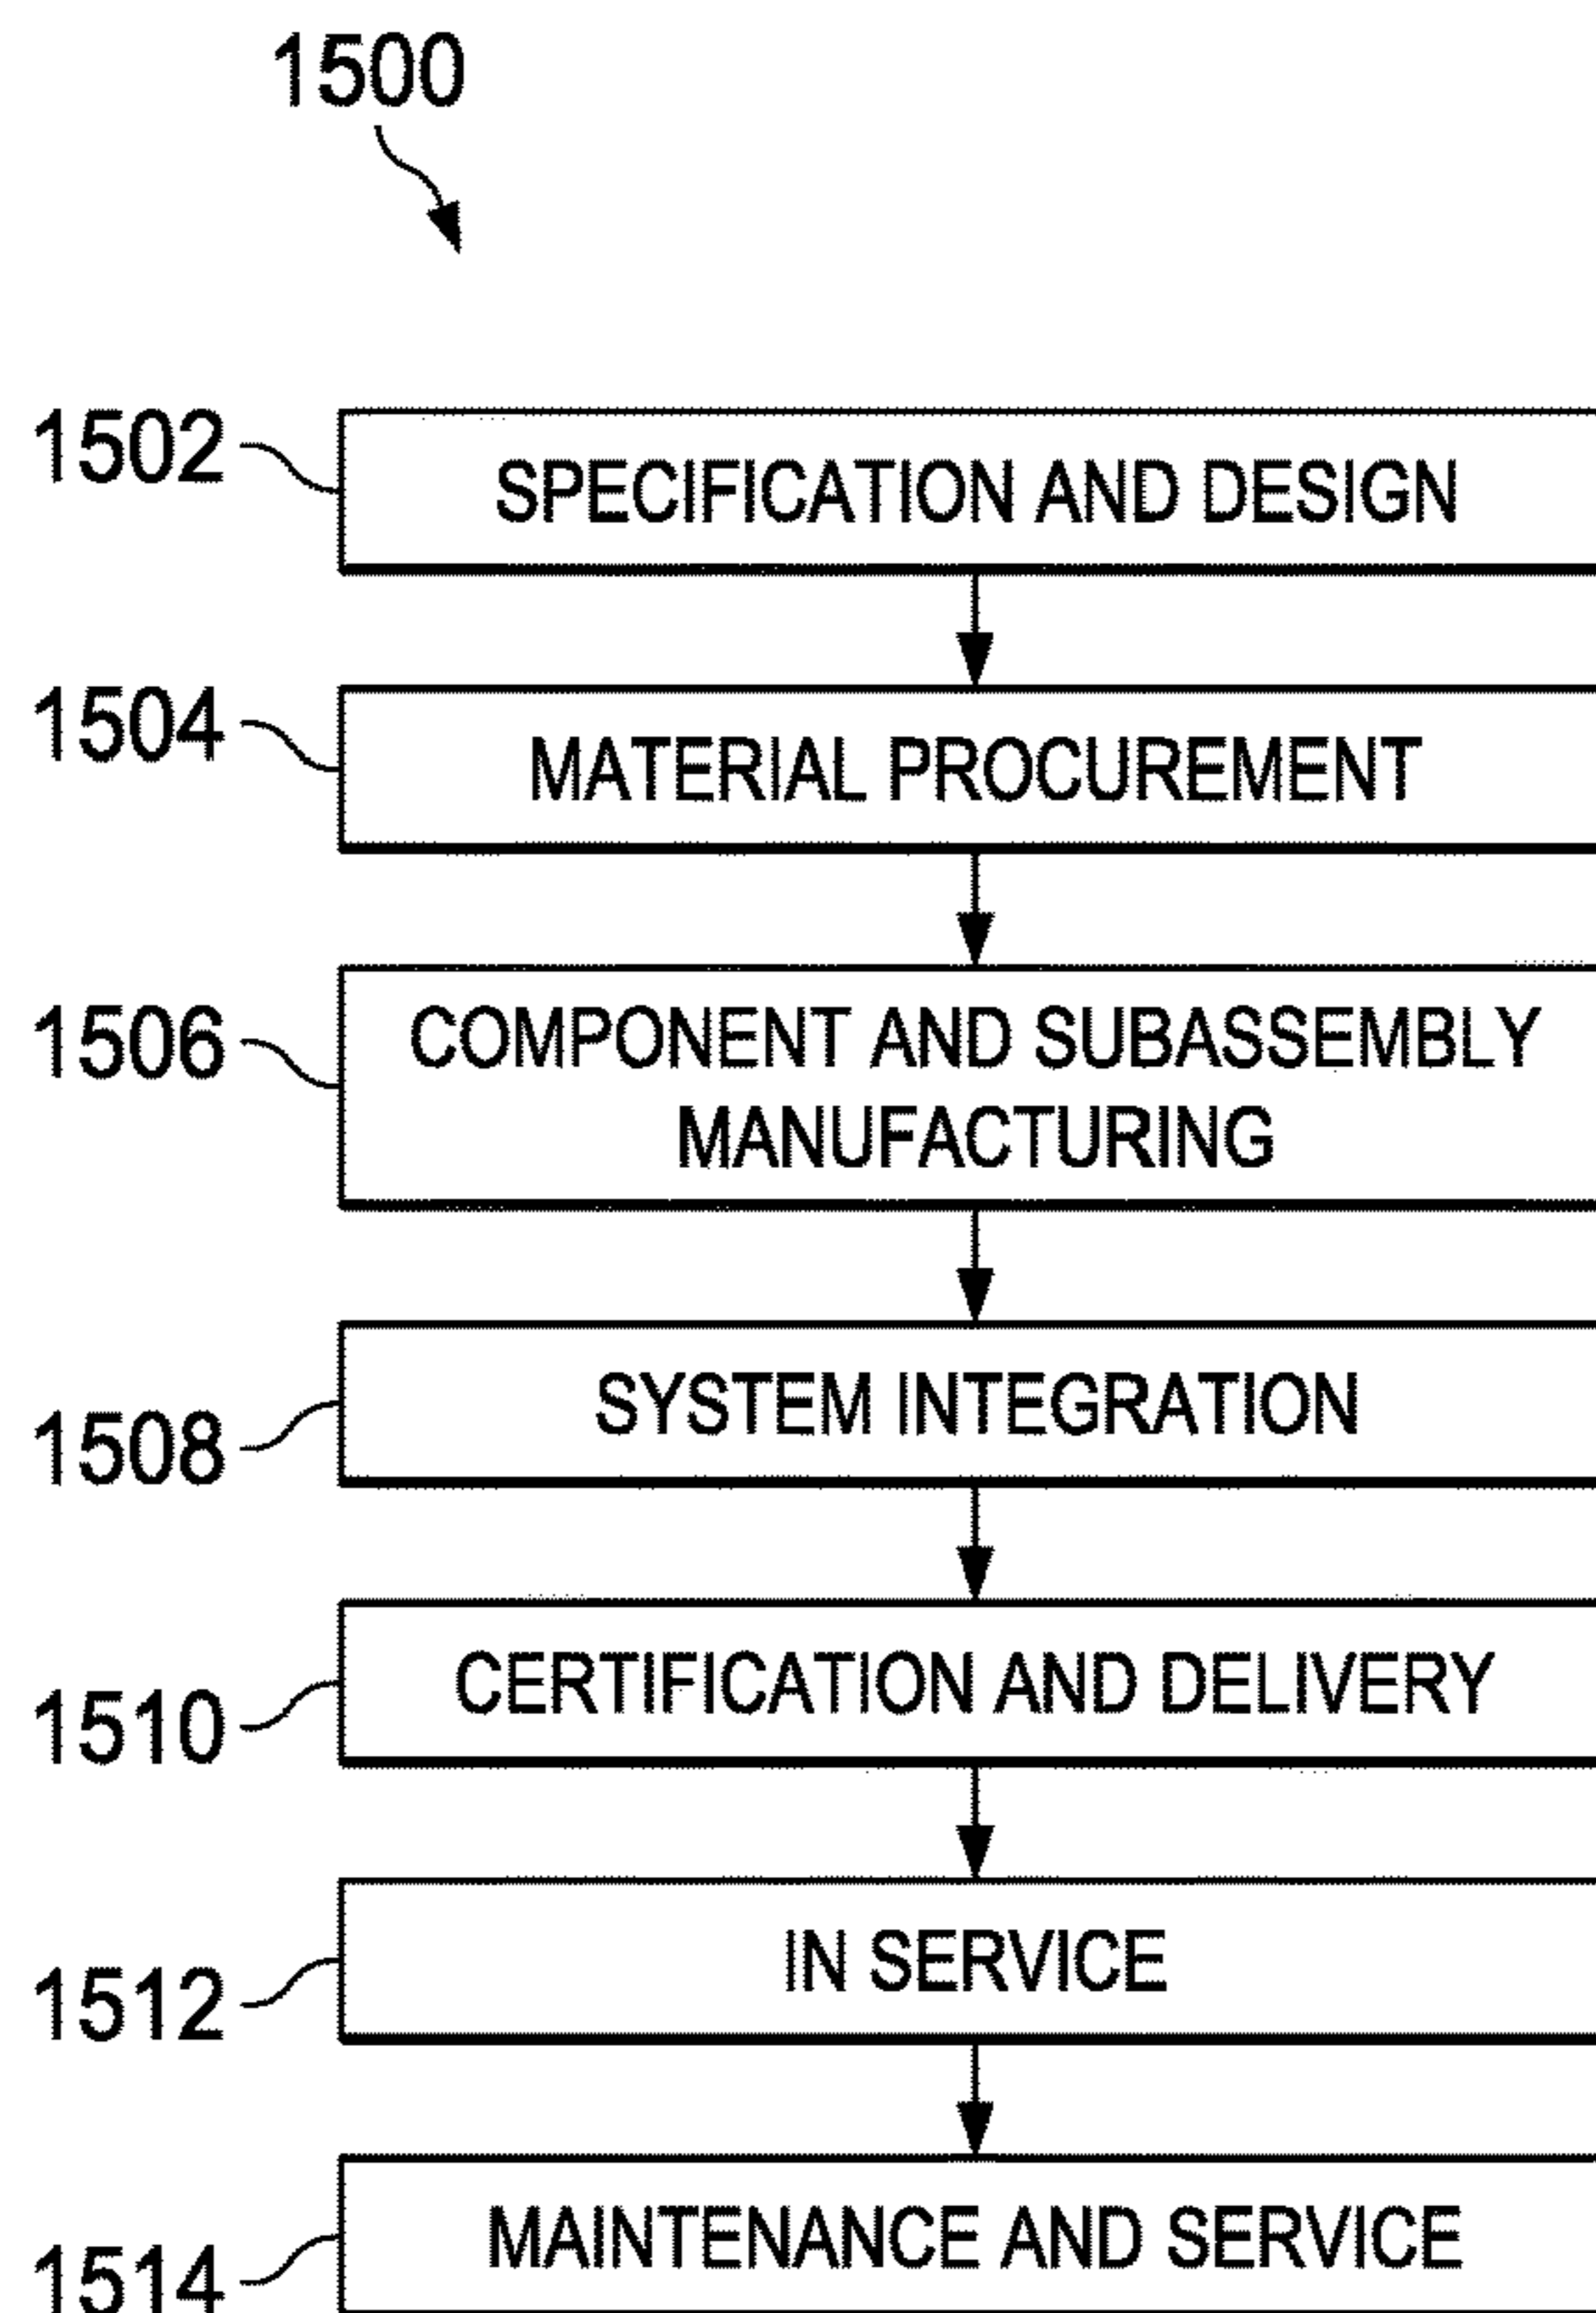 1500
1502
SPECIFICATION AND DESIGN
1504
MATERIAL PROCUREMENT
1506
COMPONENT AND SUBASSEMBLY
MANUFACTURING
1508
SYSTEM INTEGRATION
1510
CERTIFICATION AND DELIVERY
1512
IN SERVICE
1514
MAINTENANCE AND SERVICE